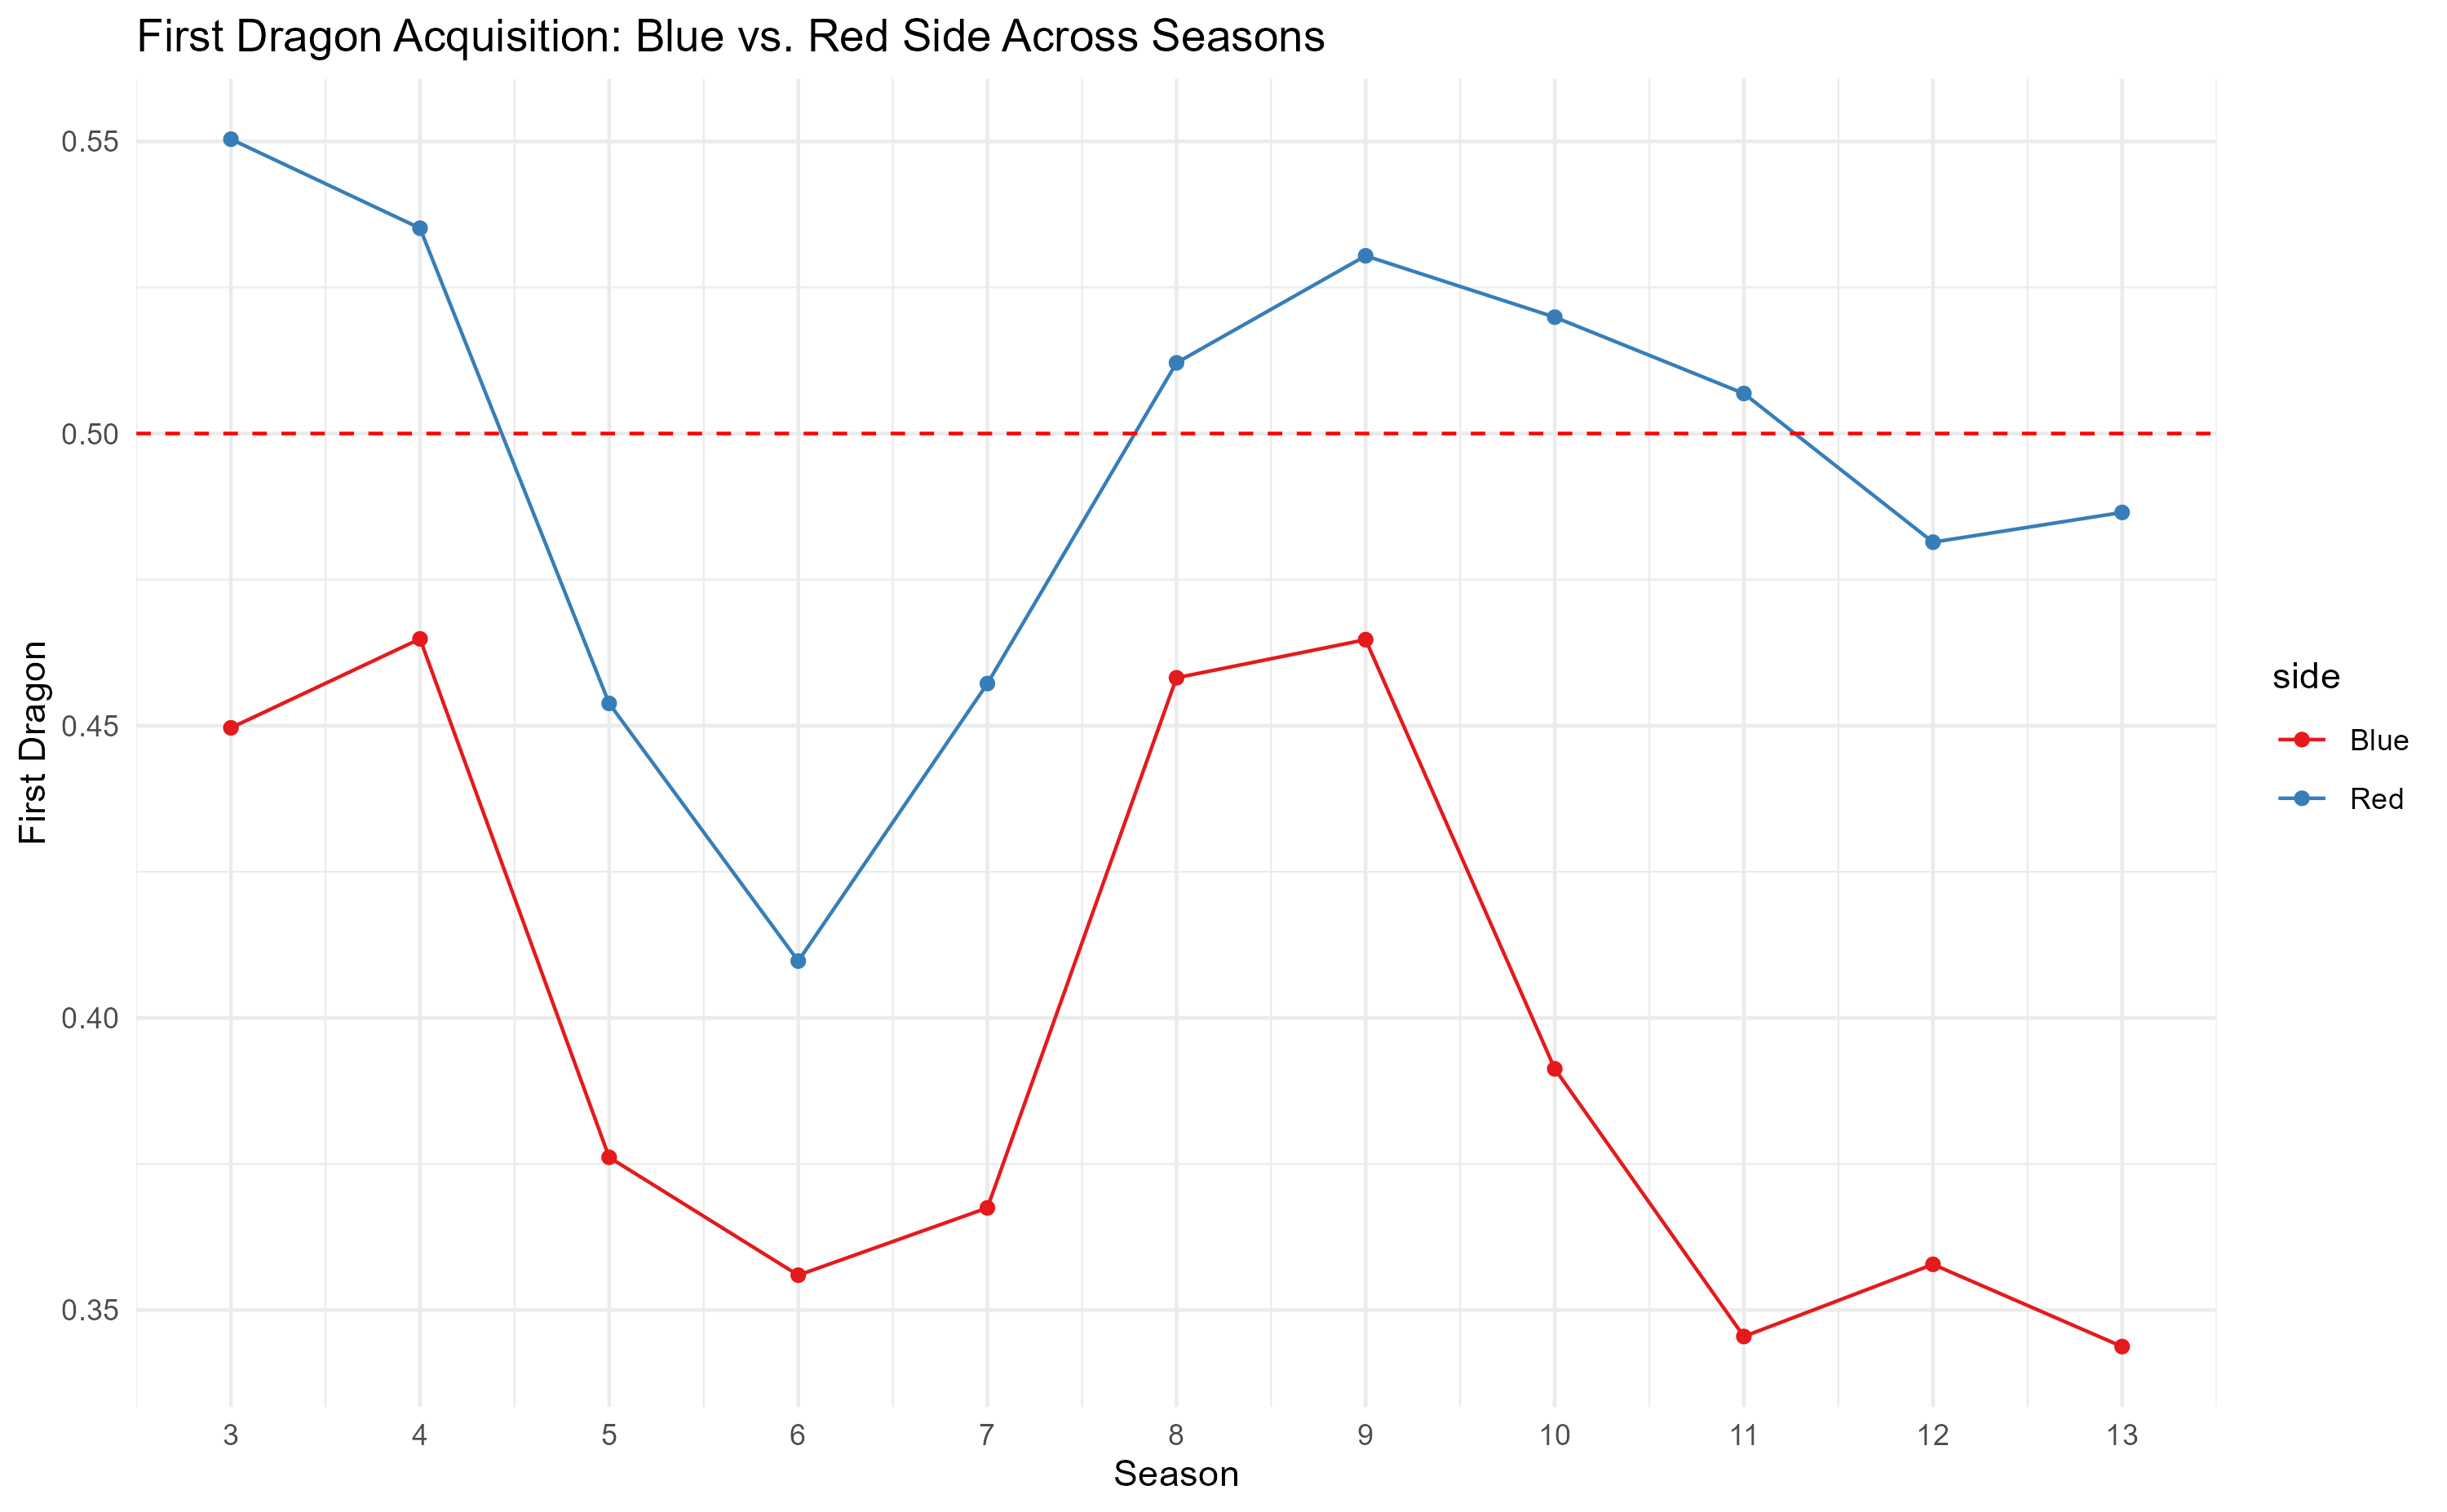 First Dragon Acquisition: Blue vs. Red Side Across Seasons
0.55
0.50
0.45
0.40
0.35
First Dragon
3 4 5 6 7 8 9 10 11 12 13
Season
side
Blue
Red